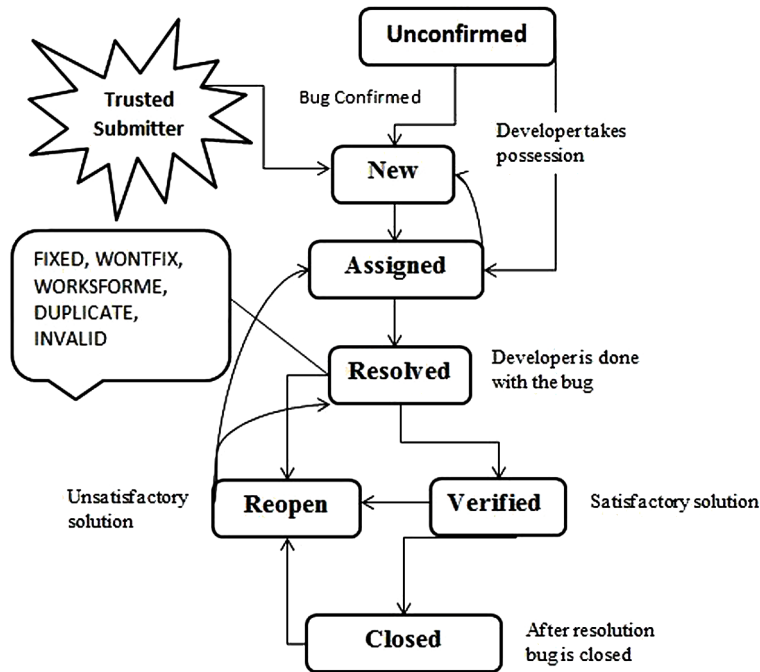 Unconfirmed
Trusted
Submitter
Bug Confirmed
Developer takes
possession
New
FIXED, WONTFIX,
WORKSFORME,
DUPLICATE,
INVALID
Assigned
Resolved
Developer is done
with the bug
Unsatisfactory
solution
Reopen
Verified
Satisfactory solution
Closed
After resolution
bug is closed